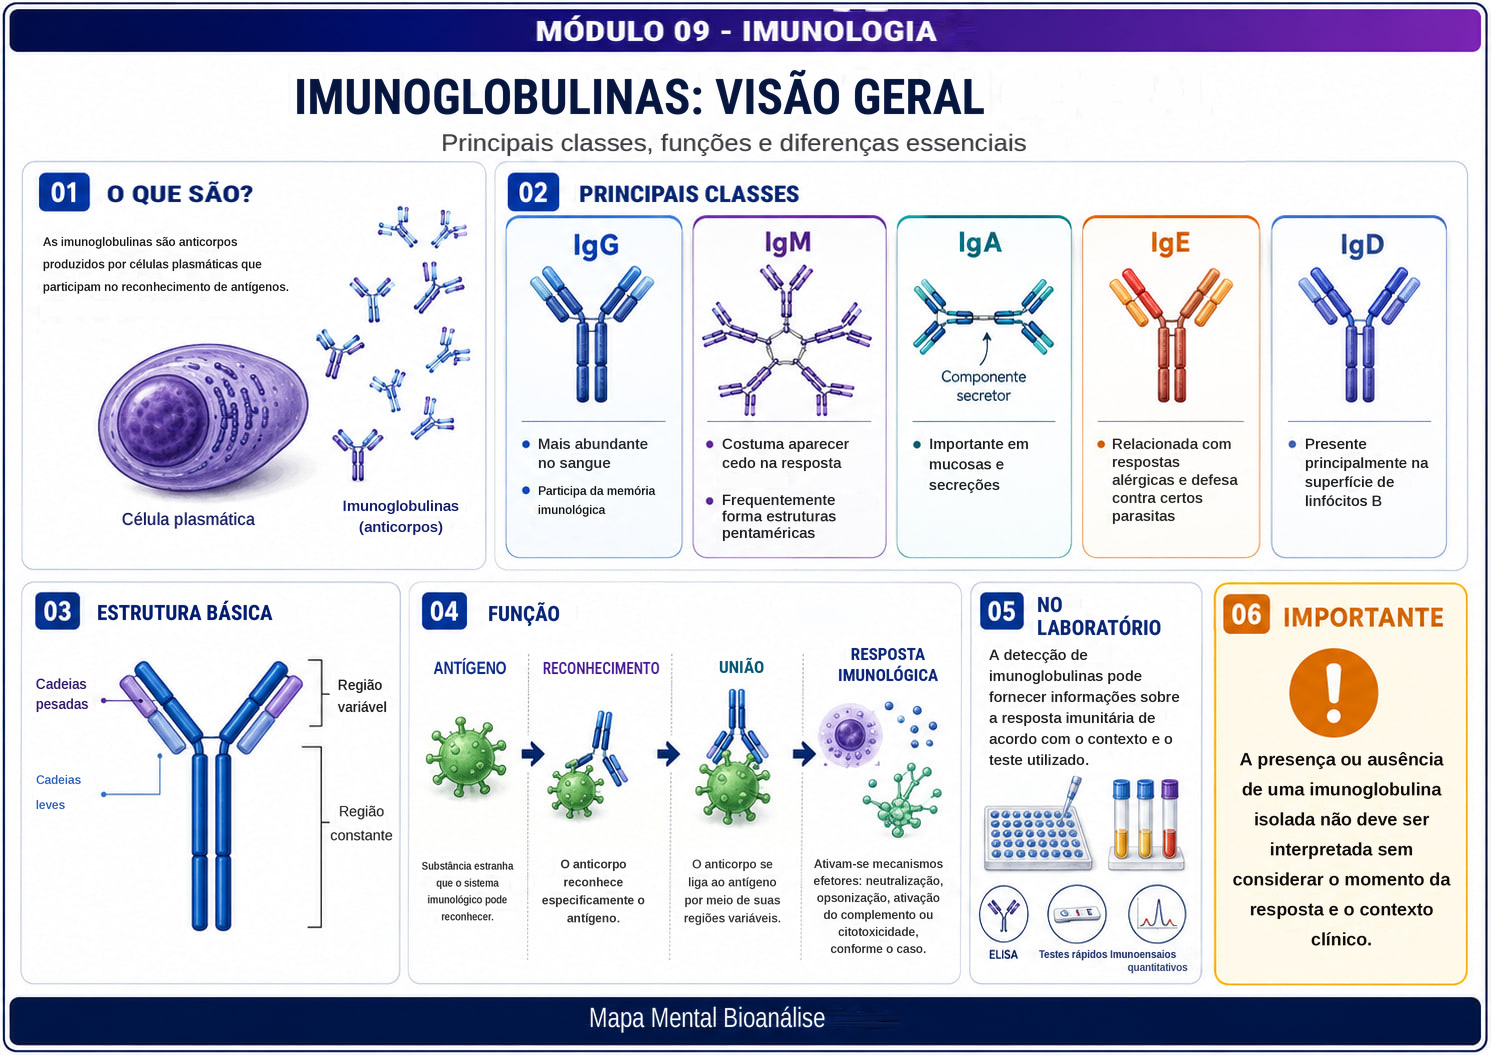 MÓDULO 09 - IMUNOLOGIA
IMUNOGLOBULINAS: VISÃO GERAL
Principais classes, funções e diferenças essenciais
01 O QUE SÃO?
As imunoglobulinas são anticorpos
produzidos por células plasmáticas que
participam no reconhecimento de antígenos.
Célula plasmática
Imunoglobulinas
(anticorpos)
02 PRINCIPAIS CLASSES
IgG
Mais abundante
no sangue
Participa da memória
imunológica
IgM
Costuma aparecer
cedo na resposta
Frequentemente
forma estruturas
pentaméricas
IgA
Componente
secretor
Importante em
mucosas e
secreções
IgE
Relacionada com
respostas
alérgicas e defesa
contra certos
parasitas
IgD
Presente
principalmente na
superfície de
linfócitos B
03 ESTRUTURA BÁSICA
Cadeias
pesadas
Cadeias
leves
Região
variável
Região
constante
04 FUNÇÃO
ANTÍGENO
Substância estranha
que o sistema
imunológico pode
reconhecer.
RECONHECIMENTO
O anticorpo
reconhece
especificamente o
antígeno.
UNIÃO
O anticorpo se
liga ao antígeno
por meio de suas
regiões variáveis.
RESPOSTA
IMUNOLÓGICA
Ativam-se mecanismos
efetores: neutralização,
opsonização, ativação
do complemento ou
citotoxicidade,
conforme o caso.
05 NO
LABORATÓRIO
A detecção de
imunoglobulinas pode
fornecer informações sobre
a resposta imunitária de
acordo com o contexto e o
teste utilizado.
ELISA
Testes rápidos
Imunoensaios
quantitativos
06 IMPORTANTE
A presença ou ausência
de uma imunoglobulina
isolada não deve ser
interpretada sem
considerar o momento da
resposta e o contexto
clínico.
Mapa Mental Bioanálise